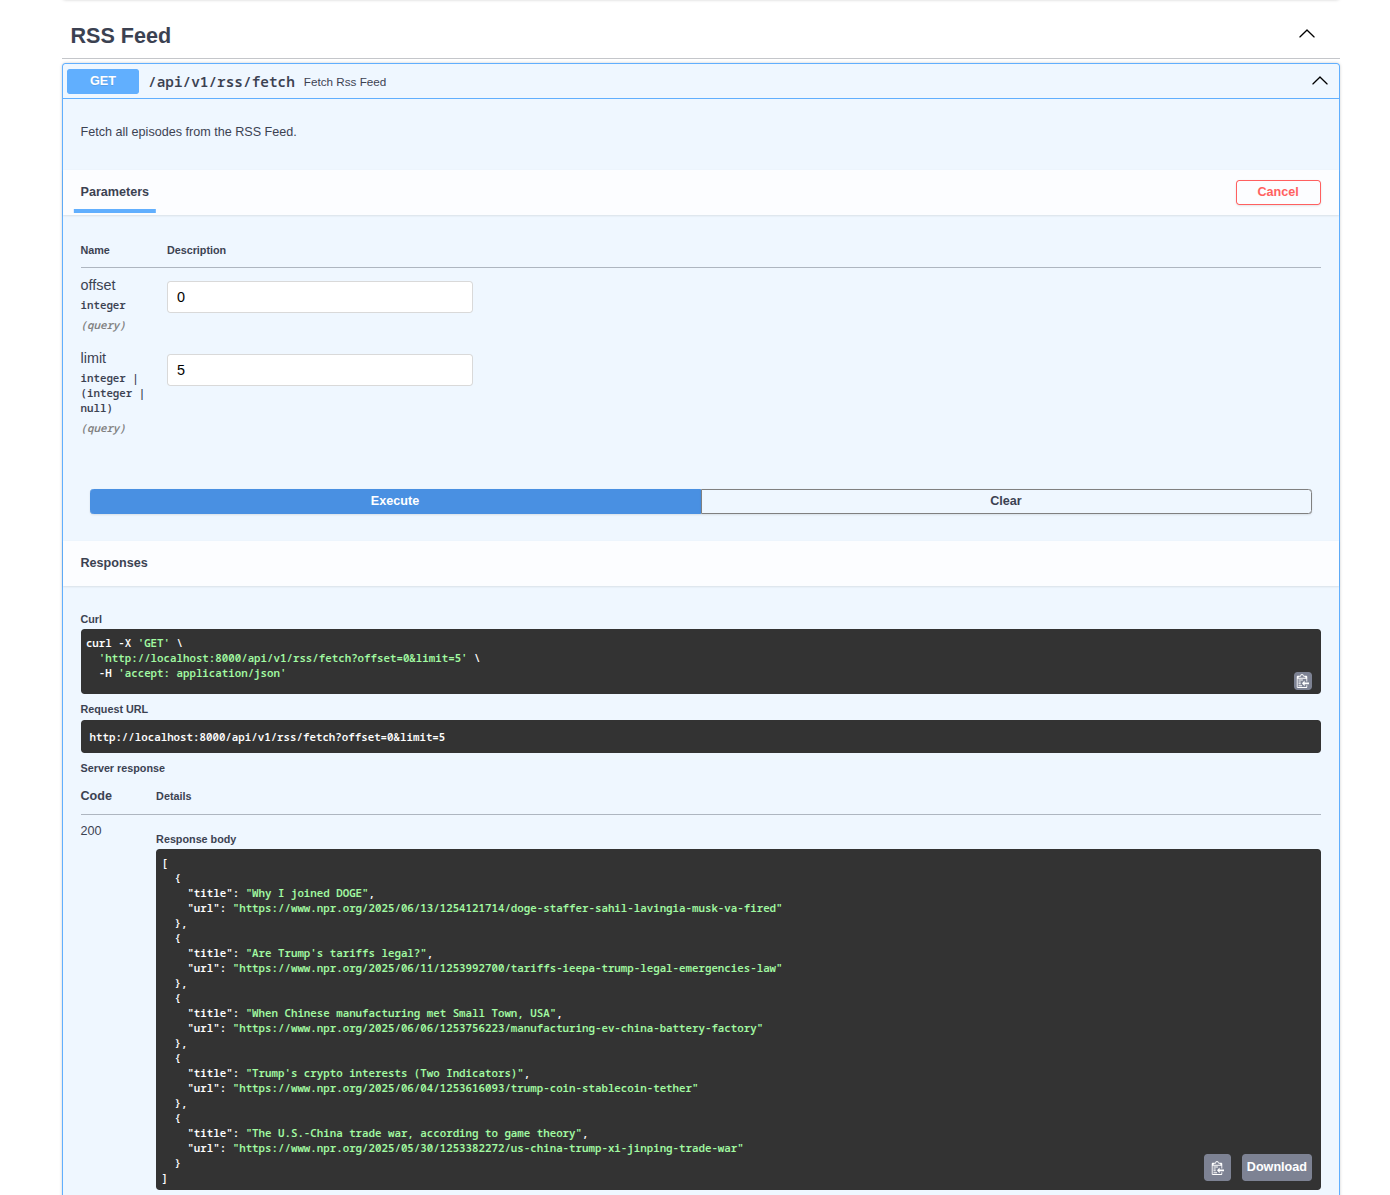 RSS Feed
GET /api/v1/rss/fetch Fetch Rss Feed
Fetch all episodes from the RSS Feed.
Parameters
Cancel
Name Description
offset
integer
(query)
0
limit
integer |
(integer |
null)
(query)
5
Execute
Clear
Responses
Curl
curl -X 'GET' \
  'http://localhost:8000/api/v1/rss/fetch?offset=0&limit=5' \
  -H 'accept: application/json'
Request URL
http://localhost:8000/api/v1/rss/fetch?offset=0&limit=5
Server response
Code Details
200
Response body
[
  {
    "title": "Why I joined DOGE",
    "url": "https://www.npr.org/2025/06/13/1254121714/doge-staffer-sahil-lavingia-musk-va-fired"
  },
  {
    "title": "Are Trump's tariffs legal?",
    "url": "https://www.npr.org/2025/06/11/1253992700/tariffs-ieepa-trump-legal-emergencies-law"
  },
  {
    "title": "When Chinese manufacturing met Small Town, USA",
    "url": "https://www.npr.org/2025/06/06/1253756223/manufacturing-ev-china-battery-factory"
  },
  {
    "title": "Trump's crypto interests (Two Indicators)",
    "url": "https://www.npr.org/2025/06/04/1253616093/trump-coin-stablecoin-tether"
  },
  {
    "title": "The U.S.-China trade war, according to game theory",
    "url": "https://www.npr.org/2025/05/30/1253382272/us-china-trump-xi-jinping-trade-war"
  }
]
Download